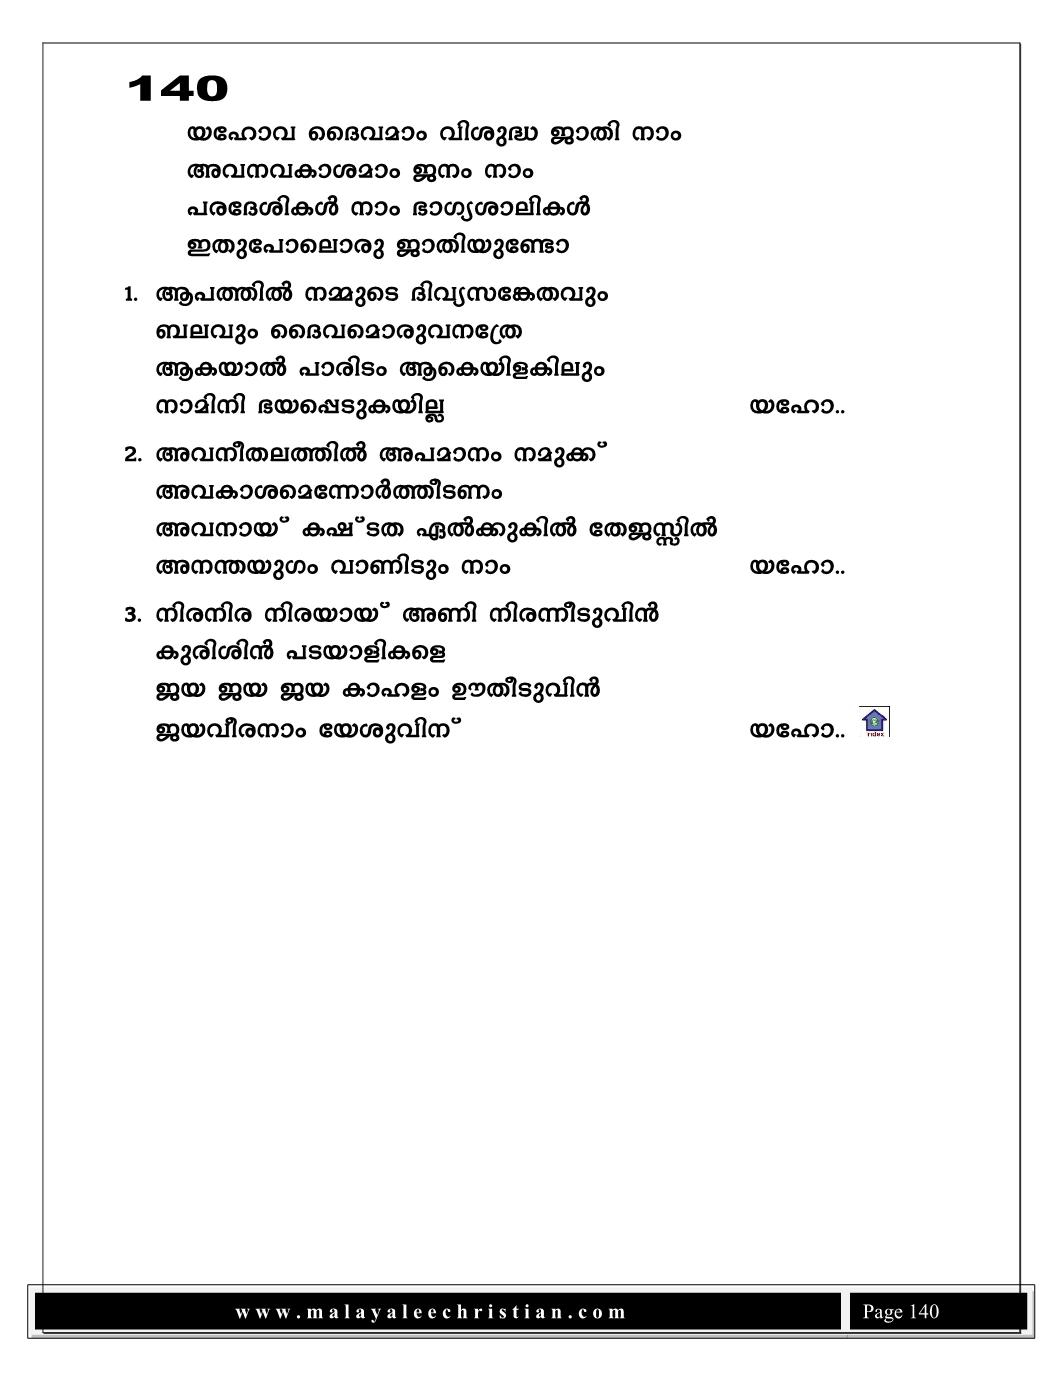 140
യഹോവ ദൈവമാം വിശുദ്ധ ജാതി നാം
അവനവകാശമാം ജനം നാം
പരദേശികൾ നാം ഭാഗ്യശാലികൾ
ഇതുപോലൊരു ജാതിയുണ്ടോ
1. ആപത്തിൽ നമ്മുടെ ദിവ്യസങ്കേതവും
ബലവും ദൈവമൊരുവനത്രേ
ആകയാൽ പാരിടം ആകെയിളകിലും
നാമിനി ഭയപ്പെടുകയില്ല യഹോ..
2. അവനീതലത്തിൽ അപമാനം നമുക്ക്
അവകാശമെന്നോർത്തീടണം
അവനായ് കഷ്ടത ഏൽക്കുകിൽ തേജസ്സിൽ
അനന്തയുഗം വാണിടും നാം യഹോ..
3. നിരനിര നിരയായ് അണി നിരന്നീടുവിൻ
കുരിശിൻ പടയാളികളെ
ജയ ജയ ജയ കാഹളം ഊതീടുവിൻ
ജയവീരനാം യേശുവിന് യഹോ..
www.malayaleechristian.com Page 140